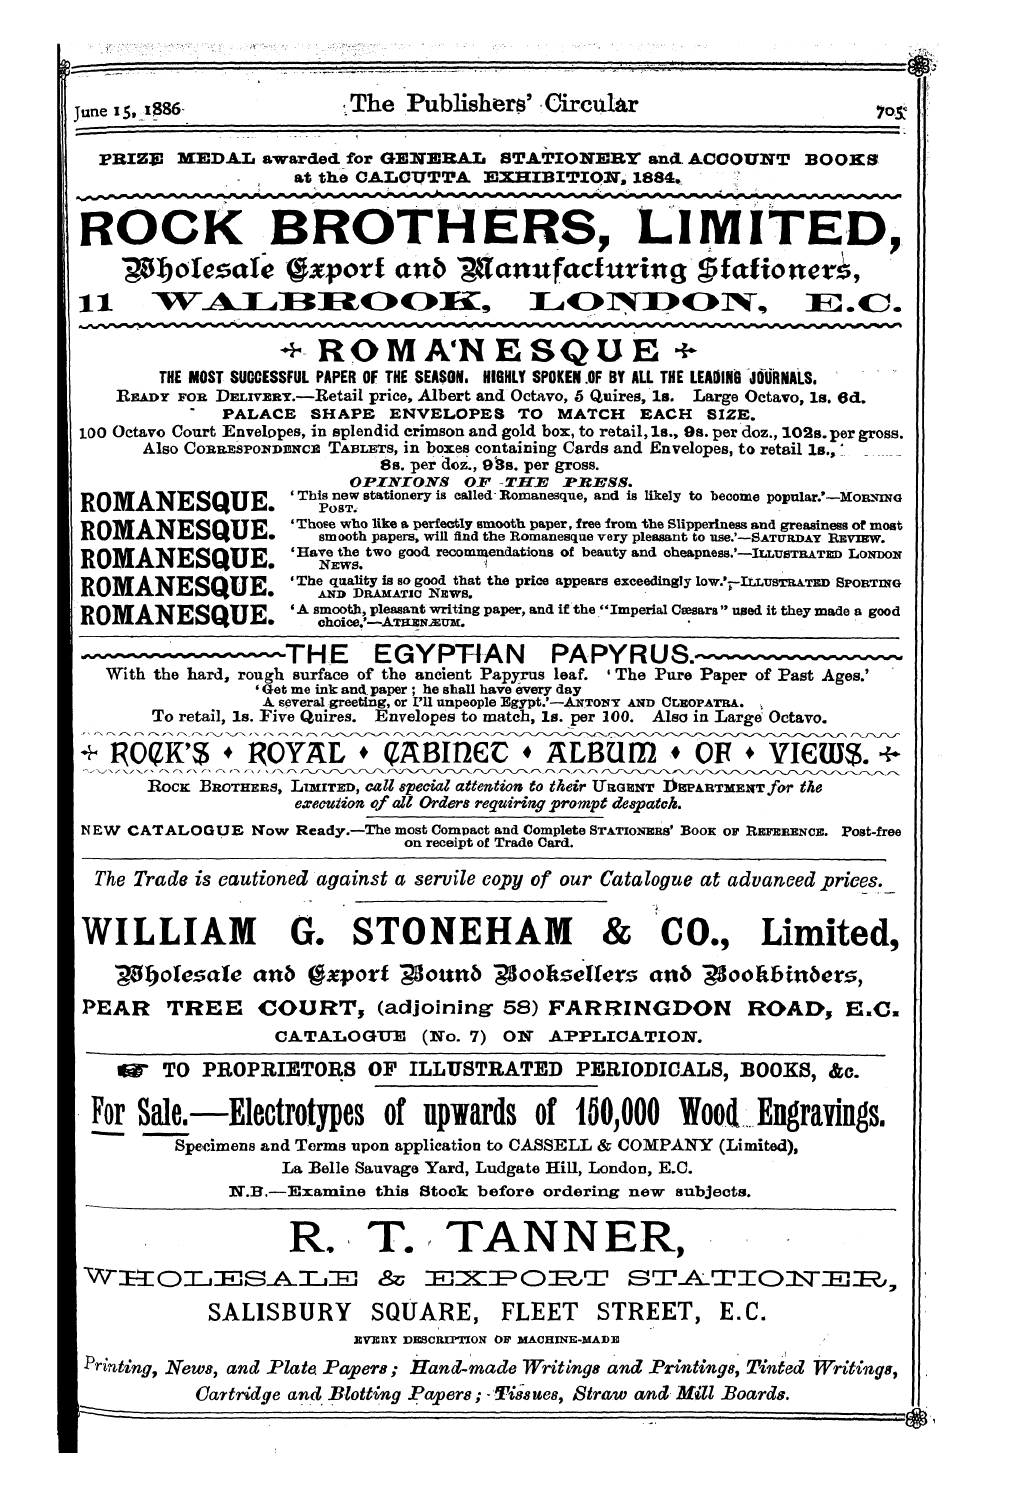 June 15, 1886 The Publishers' Circular 705
PRIZE MEDAL awarded for GENERAL STATIONERY and ACCOUNT BOOKS
at the CALCUTTA EXHIBITION, 1884.
ROCK BROTHERS, LIMITED,
Wholesale Export and Manufacturing Stationers,
11 WALBROOK, LONDON, E.C.
ROMANESQUE
THE MOST SUCCESSFUL PAPER OF THE SEASON. HIGHLY SPOKEN OF BY ALL THE LEADING JOURNALS.
READY FOR DELIVERY.—Retail price, Albert and Octavo, 5 Quires, 1s. Large Octavo, 1s. 6d.
PALACE SHAPE ENVELOPES TO MATCH EACH SIZE.
100 Octavo Court Envelopes, in splendid crimson and gold box, to retail, 1s., 9s. per doz., 102s. per gross.
Also CORRESPONDENCE TABLETS, in boxes containing Cards and Envelopes, to retail 1s.,
8s. per doz., 93s. per gross.
OPINIONS OF THE PRESS.
ROMANESQUE. 'This new stationery is called Romanesque, and is likely to become popular.'—MORNING
POST.
ROMANESQUE. 'Those who like a perfectly smooth paper, free from the Slipperiness and greasiness of most
smooth papers, will find the Romanesque very pleasant to use.'—SATURDAY REVIEW.
ROMANESQUE. 'Have the two good recommendations of beauty and cheapness.'—ILLUSTRATED LONDON
NEWS.
ROMANESQUE. 'The quality is so good that the price appears exceedingly low.'—ILLUSTRATED SPORTING
AND DRAMATIC NEWS.
ROMANESQUE. 'A smooth, pleasant writing paper, and if the "Imperial Cæsars" used it they made a good
choice.'—ATHENÆUM.
THE EGYPTIAN PAPYRUS.
With the hard, rough surface of the ancient Papyrus leaf. 'The Pure Paper of Past Ages.'
'Get me ink and paper; he shall have every day
A several greeting, or I'll unpeople Egypt.'—ANTONY AND CLEOPATRA.
To retail, 1s. Five Quires. Envelopes to match, 1s. per 100. Also in Large Octavo.
ROCK'S ROYAL CABINET ALBUM OF VIEWS.
ROCK BROTHERS, LIMITED, call special attention to their URGENT DEPARTMENT for the
execution of all Orders requiring prompt despatch.
NEW CATALOGUE Now Ready.—The most Compact and Complete STATIONERS' BOOK OF REFERENCE. Post-free
on receipt of Trade Card.
The Trade is cautioned against a servile copy of our Catalogue at advanced prices.
WILLIAM G. STONEHAM & CO., Limited,
Wholesale and Export Bound Booksellers and Bookbinders,
PEAR TREE COURT, (adjoining 58) FARRINGDON ROAD, E.C.
CATALOGUE (No. 7) ON APPLICATION.
☛ TO PROPRIETORS OF ILLUSTRATED PERIODICALS, BOOKS, &c.
For Sale.—Electrotypes of upwards of 150,000 Wood Engravings.
Specimens and Terms upon application to CASSELL & COMPANY (Limited),
La Belle Sauvage Yard, Ludgate Hill, London, E.C.
N.B.—Examine this Stock before ordering new subjects.
R. T. TANNER,
WHOLESALE & EXPORT STATIONER,
SALISBURY SQUARE, FLEET STREET, E.C.
EVERY DESCRIPTION OF MACHINE-MADE
Printing, News, and Plate Papers; Hand-made Writings and Printings, Tinted Writings,
Cartridge and Blotting Papers; Tissues, Straw and Mill Boards.